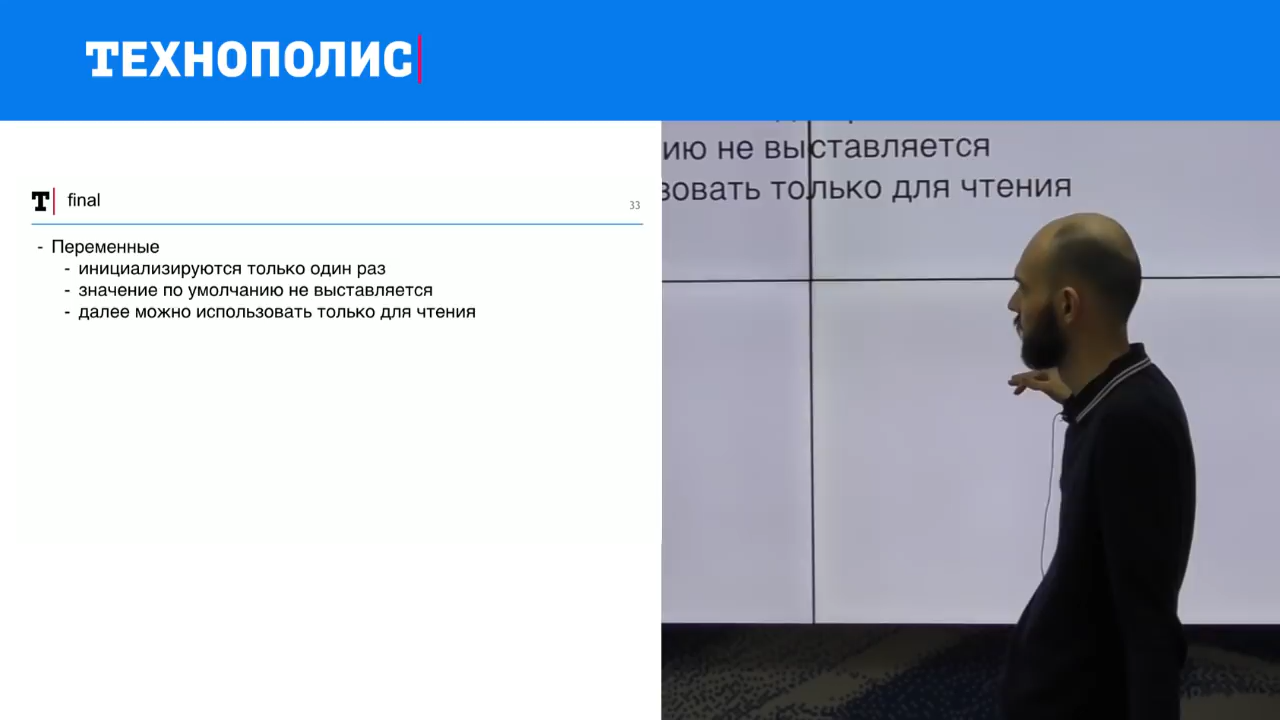 ТЕХНОПОЛИС
T final
33
- Переменные
- инициализируются только один раз
- значение по умолчанию не выставляется
- далее можно использовать только для чтения
ию не выставляется
зовать только для чтения